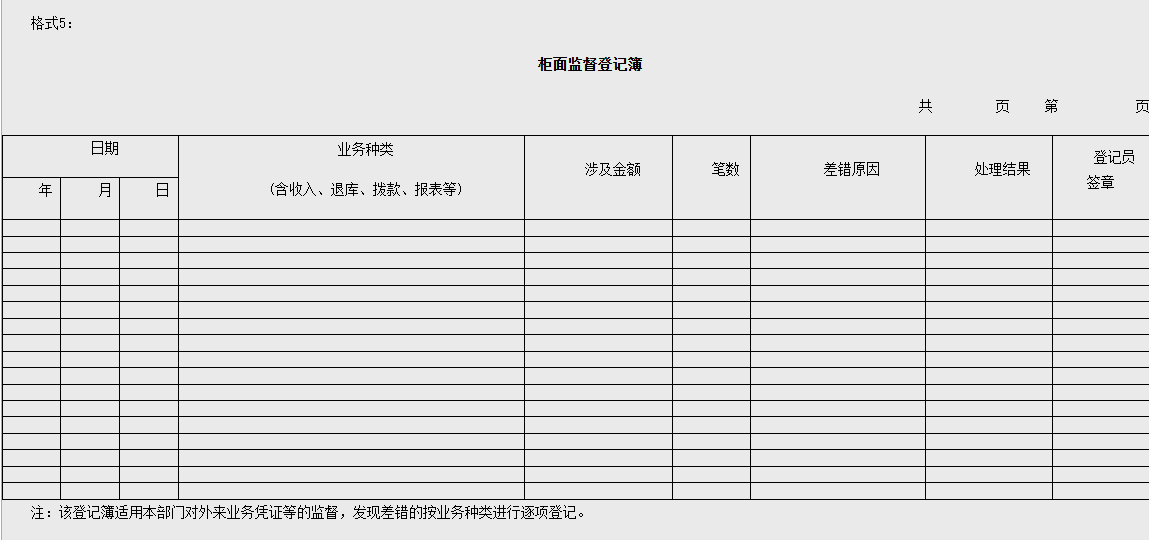 格式5：
柜面监督登记簿
共 页 第 页
日期 业务种类 涉及金额 笔数 差错原因 处理结果 登记员
年 月 日 (含收入、退库、拨款、报表等) 签章
注：该登记簿适用本部门对外来业务凭证等的监督，发现差错的按业务种类进行逐项登记。